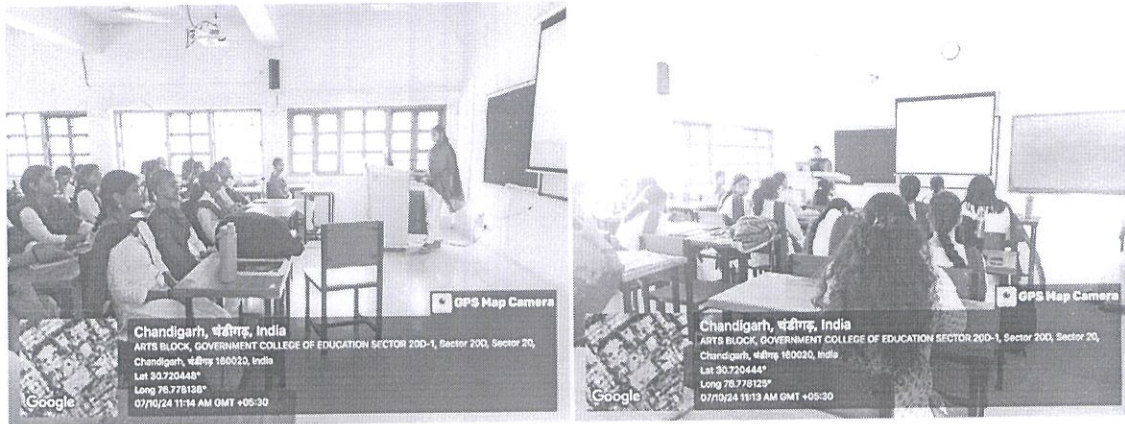 GPS Map Camera
Chandigarh, चंडीगढ़, India
ARTS BLOCK, GOVERNMENT COLLEGE OF EDUCATION SECTOR 20D-1, Sector 20D, Sector 20,
Chandigarh, चंडीगढ़ 160020, India
Lat 30.720448°
Long 76.778138°
07/10/24 11:14 AM GMT +05:30
Google
GPS Map Camera
Chandigarh, चंडीगढ़, India
ARTS BLOCK, GOVERNMENT COLLEGE OF EDUCATION SECTOR 20D-1, Sector 20D, Sector 20,
Chandigarh, चंडीगढ़ 160020, India
Lat 30.720444°
Long 76.778125°
07/10/24 11:13 AM GMT +05:30
Google